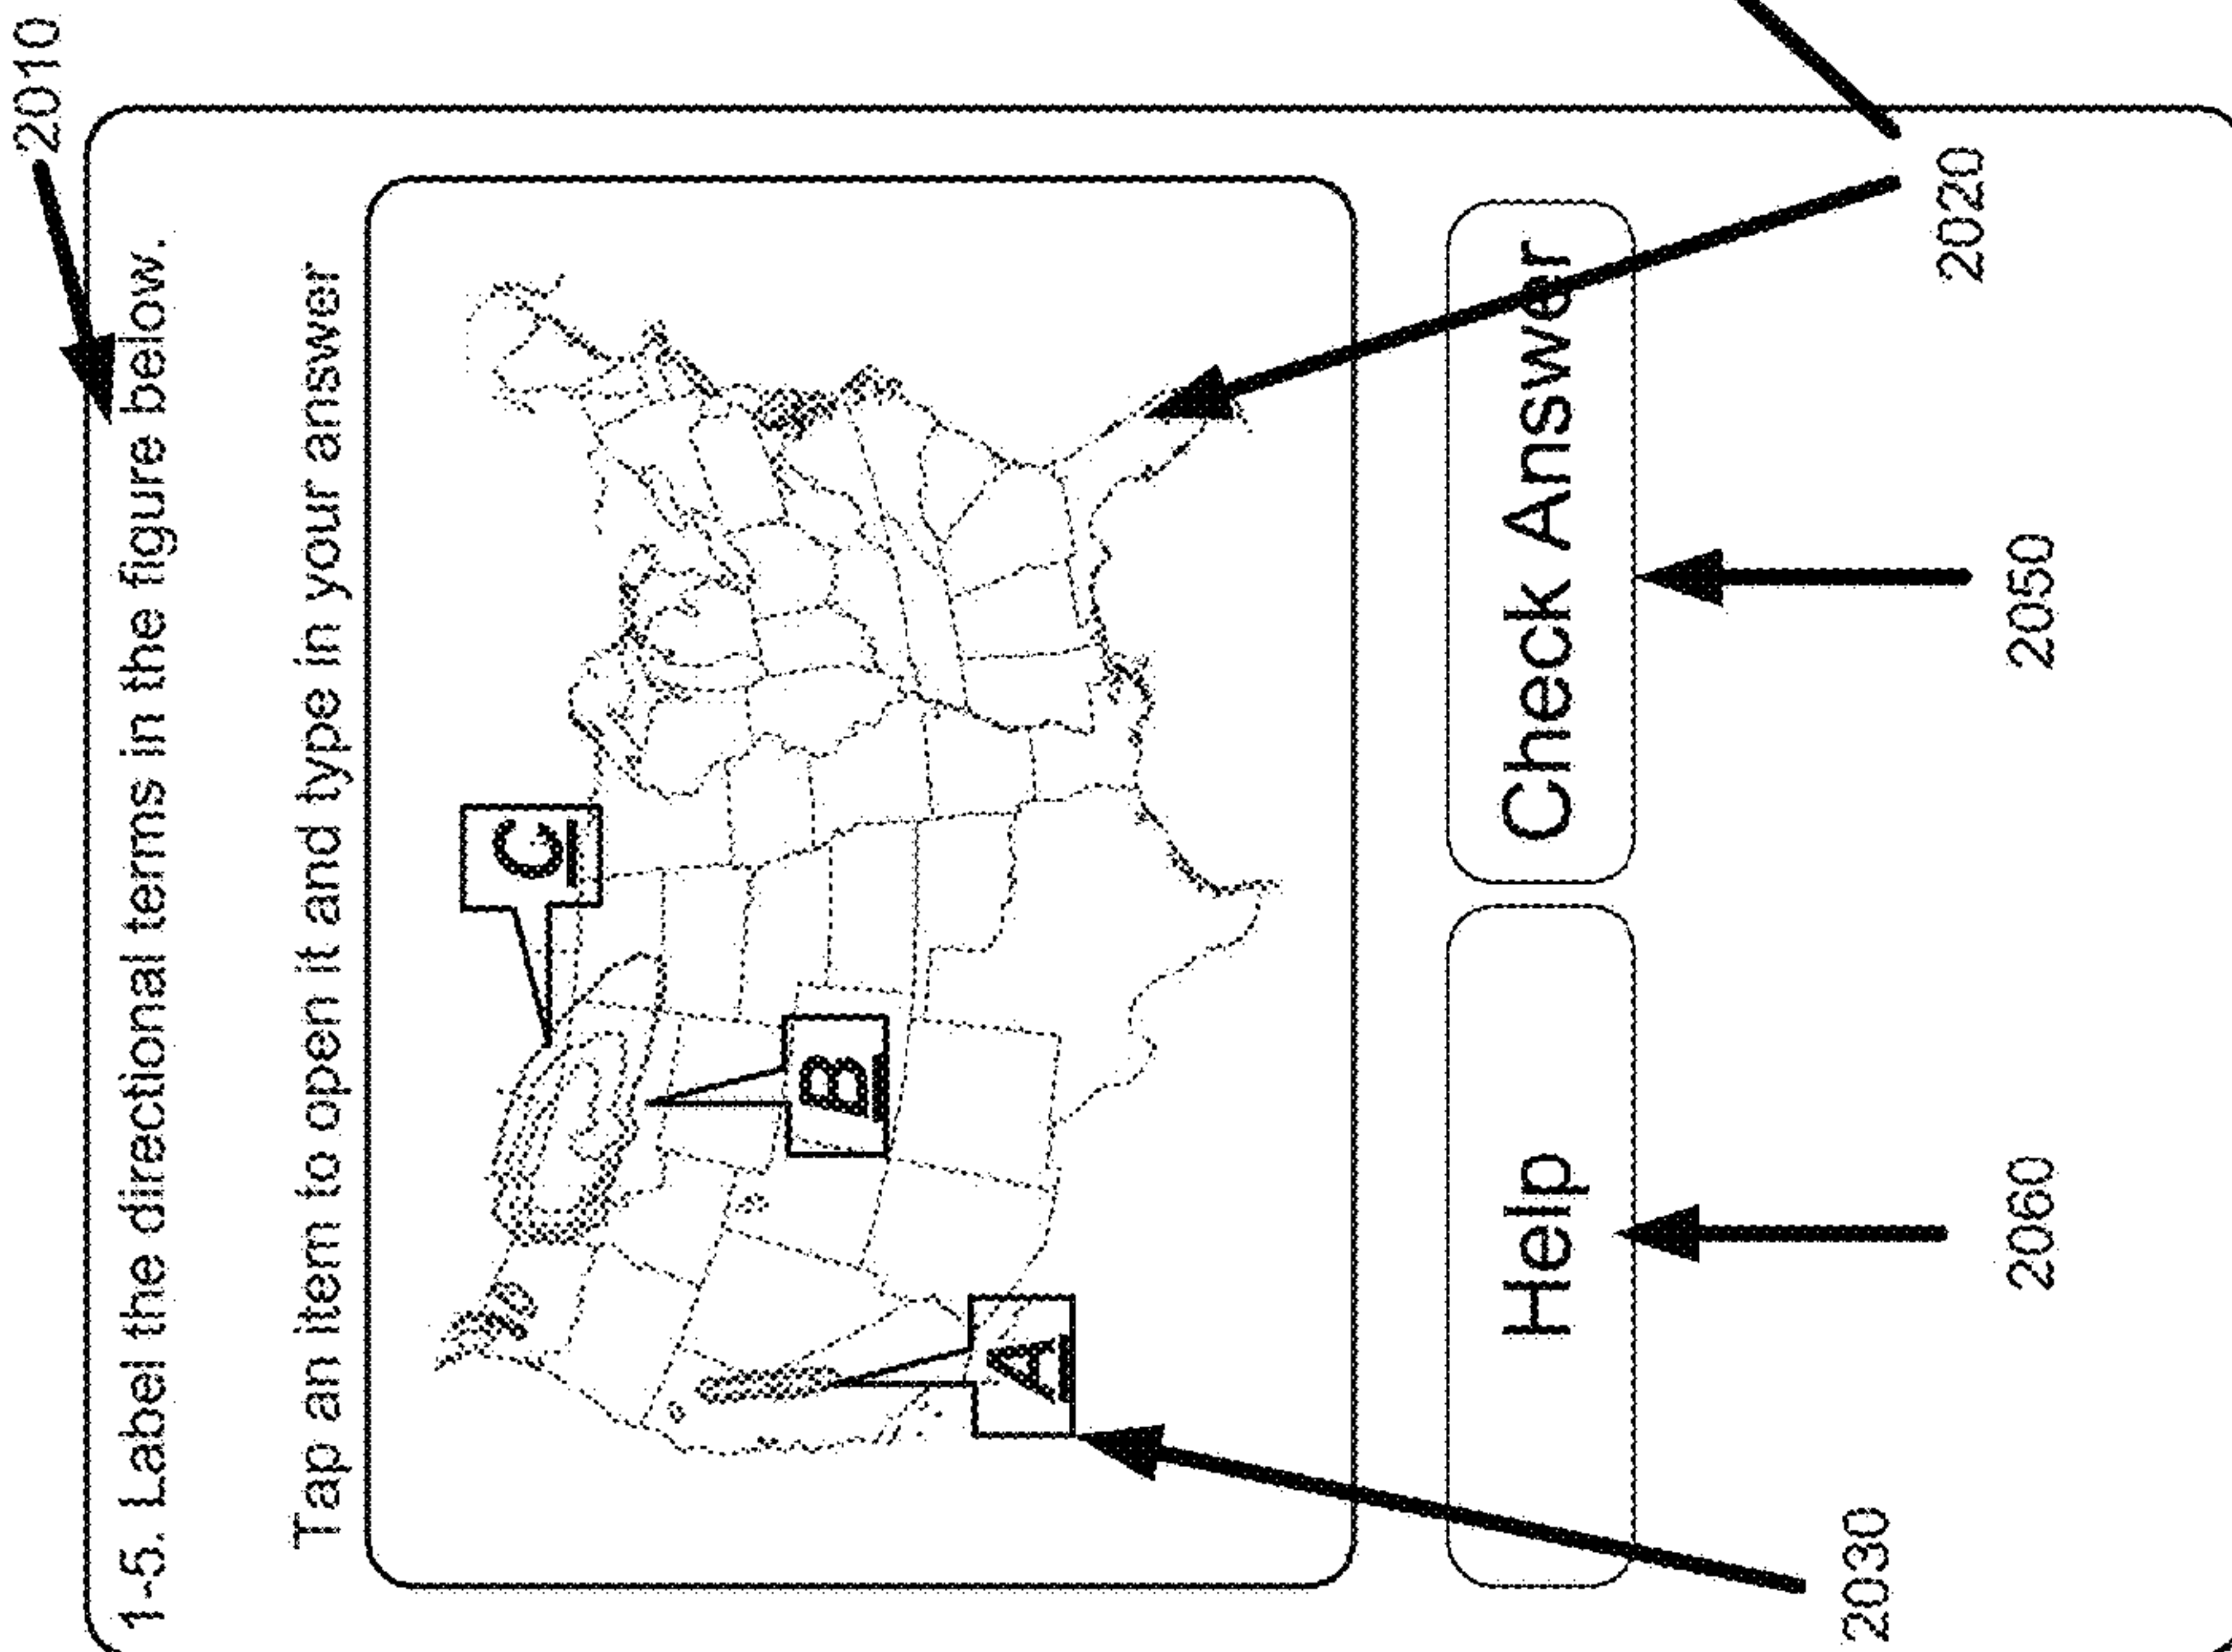 2010
1-5. Label the directional terms in the figure below.
Tap an item to open it and type in your answer
C
B
A
Help
Check Answer
2030
2060
2050
2020